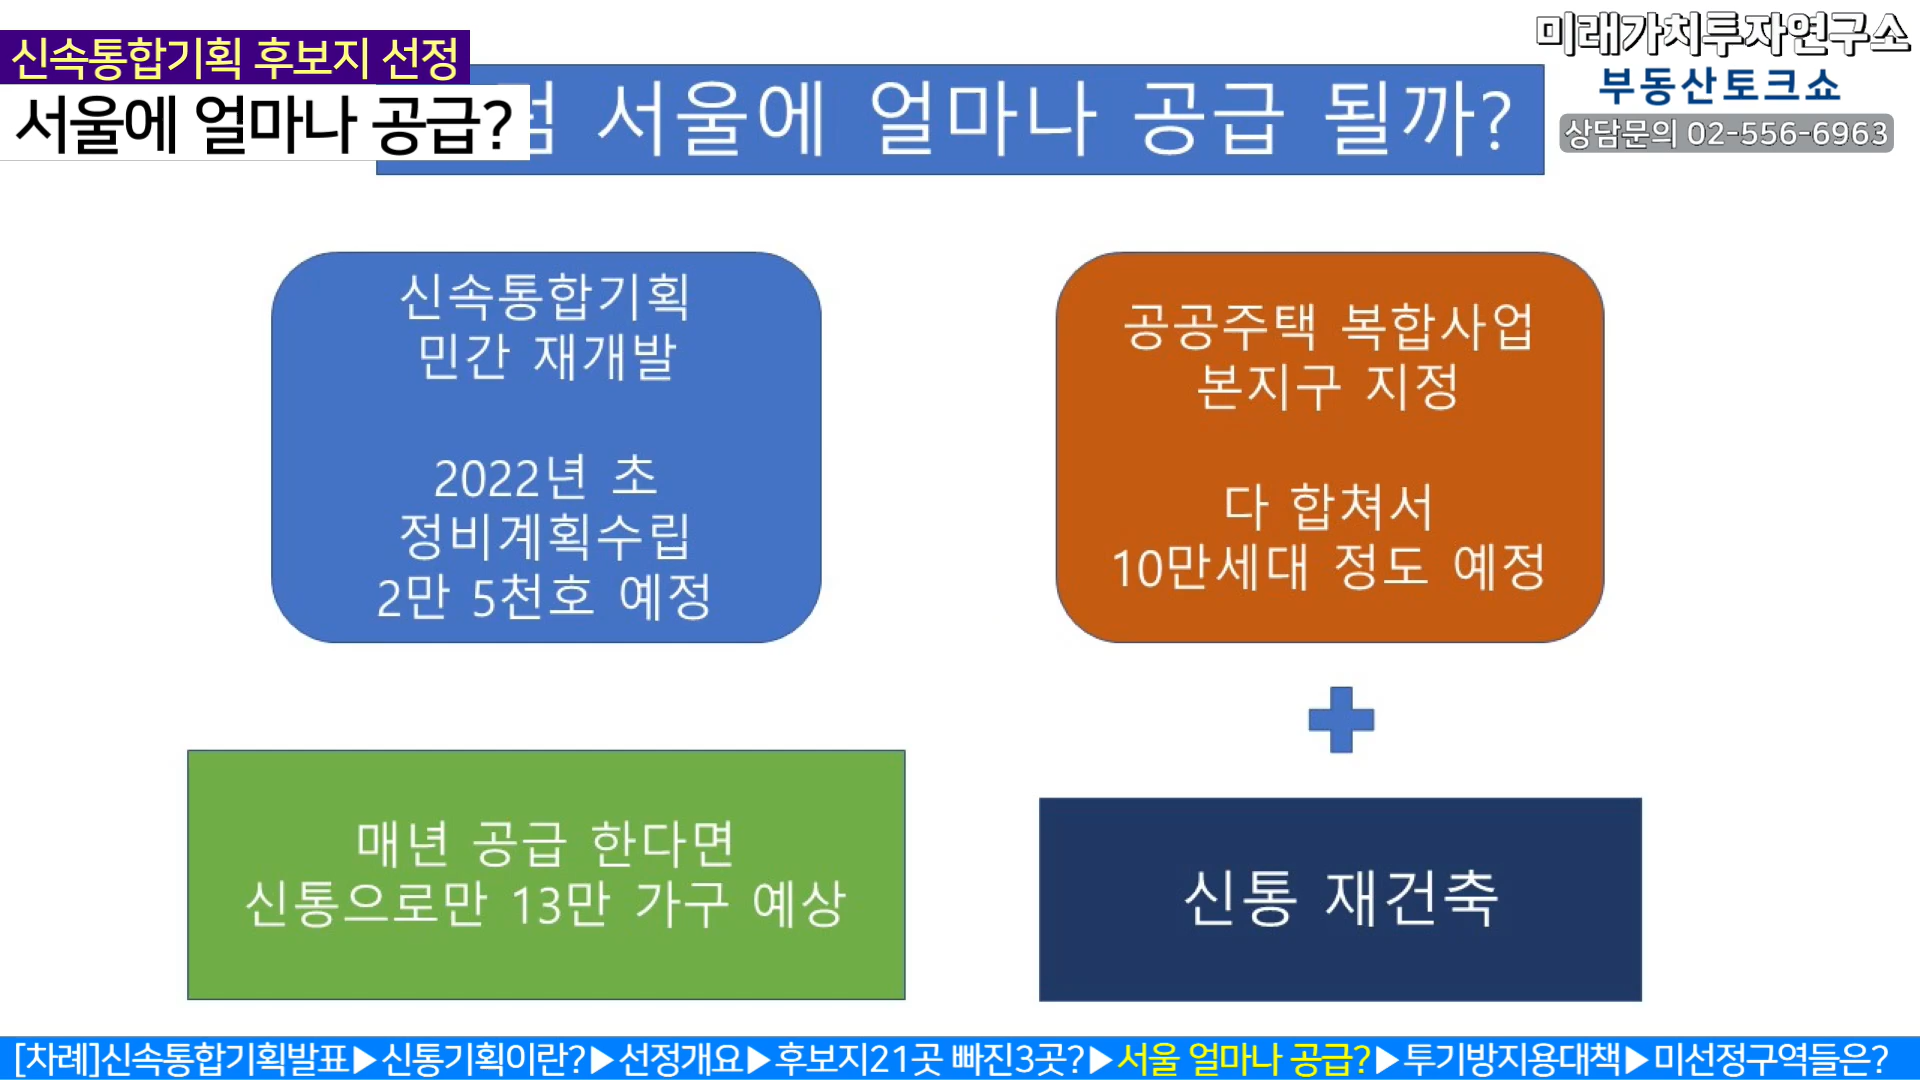 신속통합기획 후보지 선정
서울에 얼마나 공급?
서울에 얼마나 공급 될까?
미래가치투자연구소
부동산토크쇼
상담문의 02-556-6963
신속통합기획
민간 재개발
2022년 초
정비계획수립
2만 5천호 예정
공공주택 복합사업
본지구 지정
다 합쳐서
10만세대 정도 예정
매년 공급 한다면
신통으로만 13만 가구 예상
신통 재건축
[차례]신속통합기획발표▶신통기획이란?▶선정개요▶후보지21곳 빠진3곳?▶서울 얼마나 공급?▶투기방지용대책▶미선정구역들은?